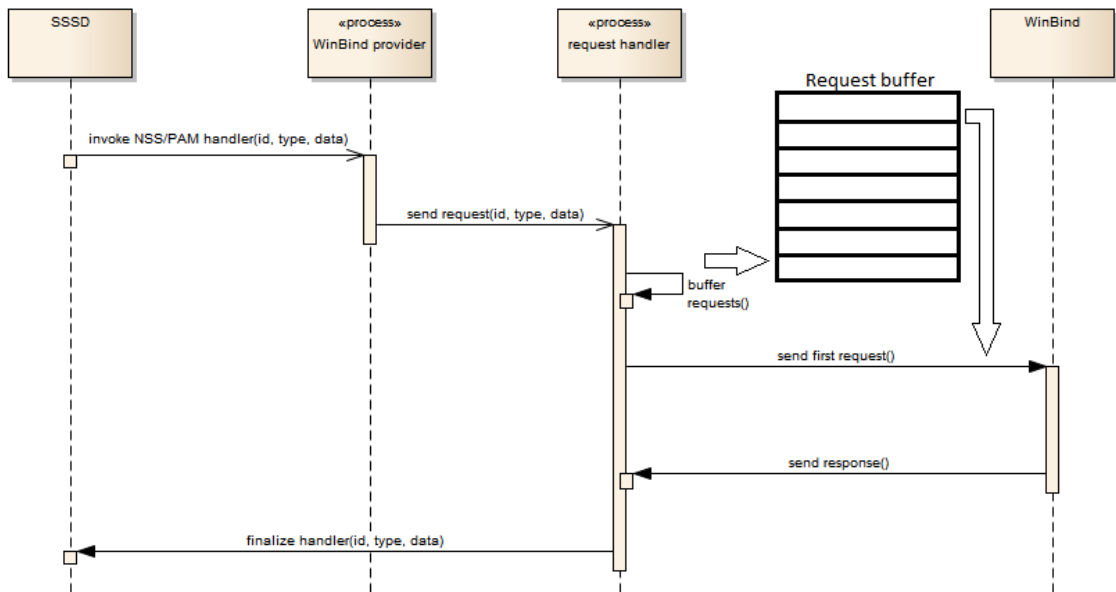 SSSD
«process»
WinBind provider
«process»
request handler
WinBind
Request buffer
invoke NSS/PAM handler(id, type, data)
send request(id, type, data)
buffer
requests()
send first request()
send response()
finalize handler(id, type, data)